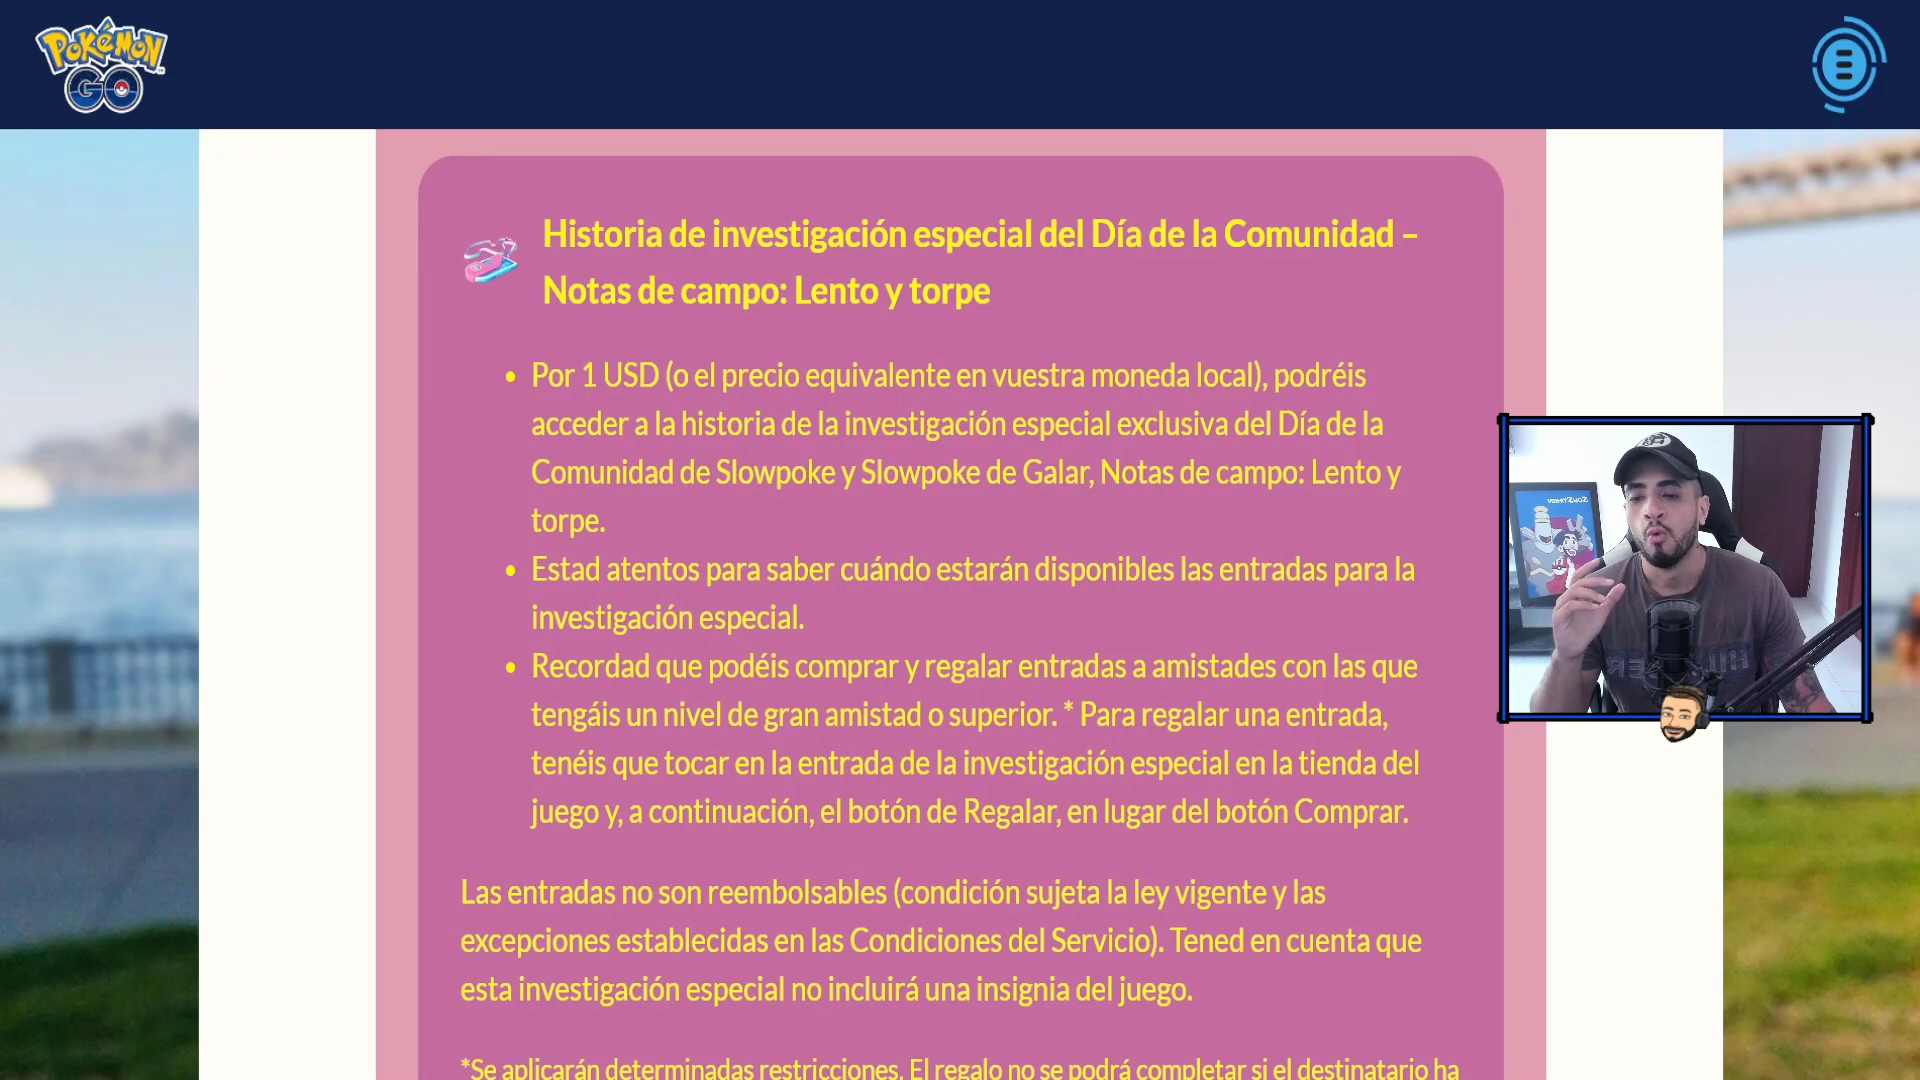 POKéMON
GO
Historia de investigación especial del Día de la Comunidad –
Notas de campo: Lento y torpe
• Por 1 USD (o el precio equivalente en vuestra moneda local), podréis
acceder a la historia de la investigación especial exclusiva del Día de la
Comunidad de Slowpoke y Slowpoke de Galar, Notas de campo: Lento y
torpe.
• Estad atentos para saber cuándo estarán disponibles las entradas para la
investigación especial.
• Recordad que podéis comprar y regalar entradas a amistades con las que
tengáis un nivel de gran amistad o superior. * Para regalar una entrada,
tenéis que tocar en la entrada de la investigación especial en la tienda del
juego y, a continuación, el botón de Regalar, en lugar del botón Comprar.
Las entradas no son reembolsables (condición sujeta la ley vigente y las
excepciones establecidas en las Condiciones del Servicio). Tened en cuenta que
esta investigación especial no incluirá una insignia del juego.
*Se aplicarán determinadas restricciones. El regalo no se podrá completar si el destinatario ha